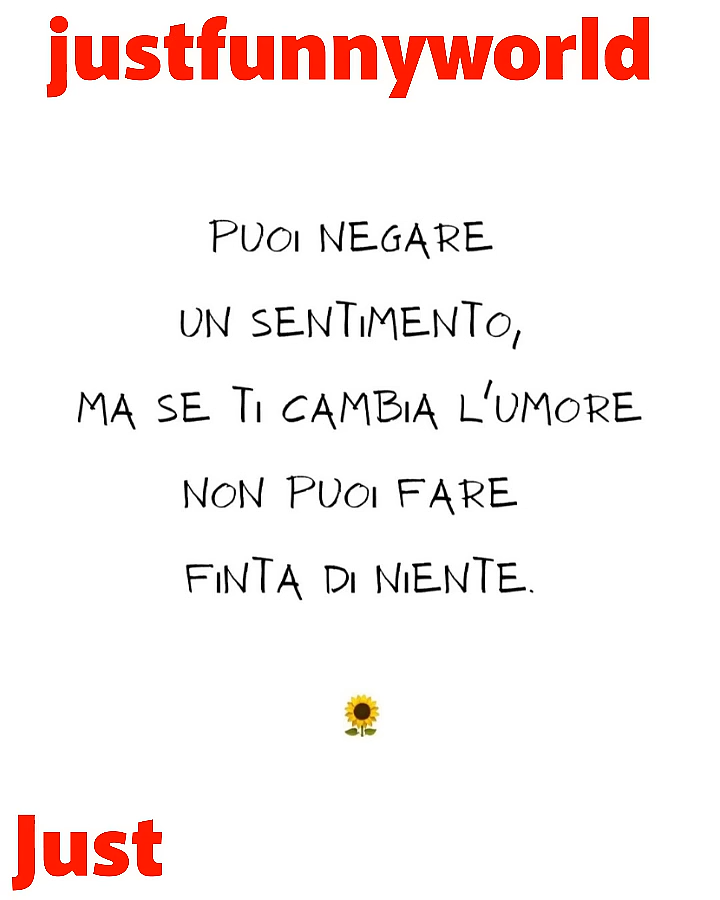 justfunnyworld
PUOI NEGARE
UN SENTIMENTO,
MA SE TI CAMBIA L'UMORE
NON PUOI FARE
FINTA DI NIENTE.
Just